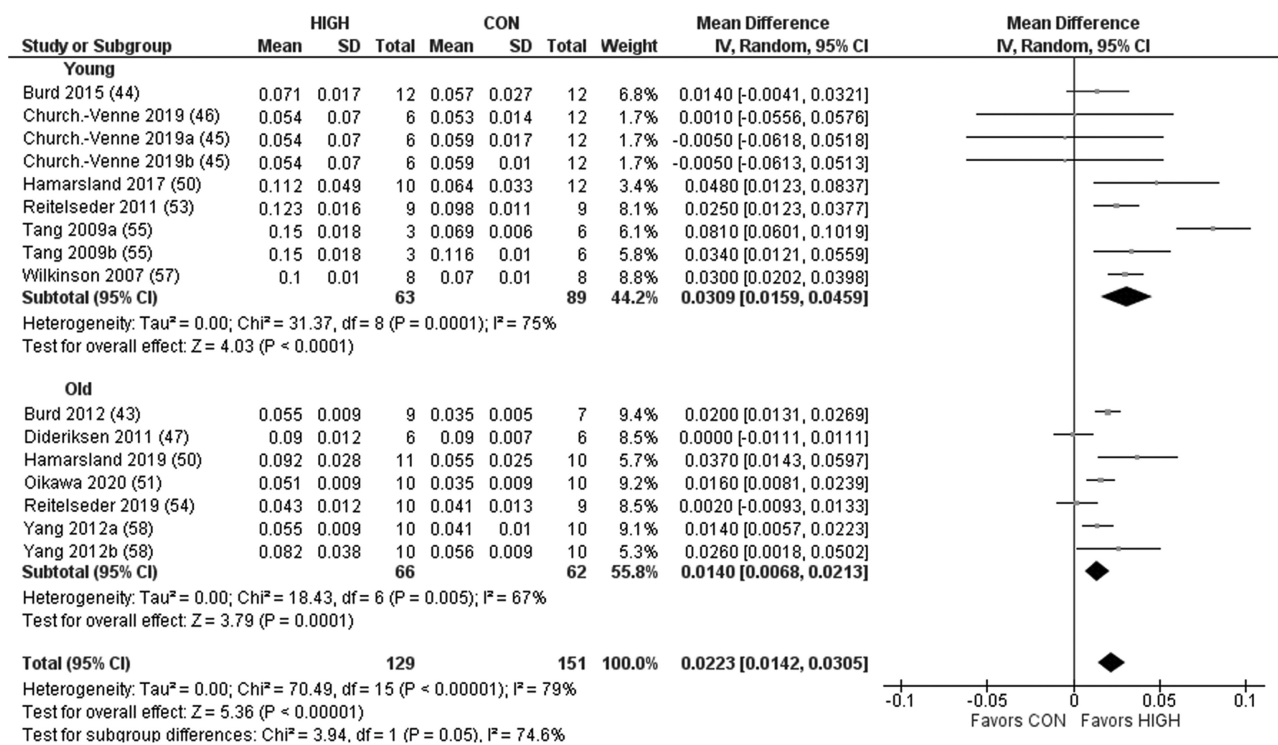 HIGH CON Mean Difference Mean Difference
Study or Subgroup Mean SD Total Mean SD Total Weight IV, Random, 95% CI IV, Random, 95% CI
Young
Burd 2015 (44) 0.071 0.017 12 0.057 0.027 12 6.8% 0.0140 [-0.0041, 0.0321]
Church.-Venne 2019 (46) 0.054 0.07 6 0.053 0.014 12 1.7% 0.0010 [-0.0556, 0.0576]
Church.-Venne 2019a (45) 0.054 0.07 6 0.059 0.017 12 1.7% -0.0050 [-0.0618, 0.0518]
Church.-Venne 2019b (45) 0.054 0.07 6 0.059 0.01 12 1.7% -0.0050 [-0.0613, 0.0513]
Hamarsland 2017 (50) 0.112 0.049 10 0.064 0.033 12 3.4% 0.0480 [0.0123, 0.0837]
Reitelseder 2011 (53) 0.123 0.016 9 0.098 0.011 9 8.1% 0.0250 [0.0123, 0.0377]
Tang 2009a (55) 0.15 0.018 3 0.069 0.006 6 6.1% 0.0810 [0.0601, 0.1019]
Tang 2009b (55) 0.15 0.018 3 0.116 0.01 6 5.8% 0.0340 [0.0121, 0.0559]
Wilkinson 2007 (57) 0.1 0.01 8 0.07 0.01 8 8.8% 0.0300 [0.0202, 0.0398]
Subtotal (95% CI) 63 89 44.2% 0.0309 [0.0159, 0.0459]
Heterogeneity: Tau² = 0.00; Chi² = 31.37, df = 8 (P = 0.0001); I² = 75%
Test for overall effect: Z = 4.03 (P < 0.0001)
Old
Burd 2012 (43) 0.055 0.009 9 0.035 0.005 7 9.4% 0.0200 [0.0131, 0.0269]
Dideriksen 2011 (47) 0.09 0.012 6 0.09 0.007 6 8.5% 0.0000 [-0.0111, 0.0111]
Hamarsland 2019 (50) 0.092 0.028 11 0.055 0.025 10 5.7% 0.0370 [0.0143, 0.0597]
Oikawa 2020 (51) 0.051 0.009 10 0.035 0.009 10 9.2% 0.0160 [0.0081, 0.0239]
Reitelseder 2019 (54) 0.043 0.012 10 0.041 0.013 9 8.6% 0.0020 [-0.0093, 0.0133]
Yang 2012a (58) 0.055 0.009 10 0.041 0.01 10 9.1% 0.0140 [0.0057, 0.0223]
Yang 2012b (58) 0.082 0.038 10 0.056 0.009 10 5.3% 0.0260 [0.0018, 0.0502]
Subtotal (95% CI) 66 62 55.8% 0.0140 [0.0068, 0.0213]
Heterogeneity: Tau² = 0.00; Chi² = 18.43, df = 6 (P = 0.005); I² = 67%
Test for overall effect: Z = 3.79 (P = 0.0001)
Total (95% CI) 129 151 100.0% 0.0223 [0.0142, 0.0305]
Heterogeneity: Tau² = 0.00; Chi² = 70.49, df = 15 (P < 0.00001); I² = 79%
Test for overall effect: Z = 5.36 (P < 0.00001)
Test for subgroup differences: Chi² = 3.94, df = 1 (P = 0.05), I² = 74.6%
-0.1 -0.05 0 0.05 0.1
Favors CON Favors HIGH